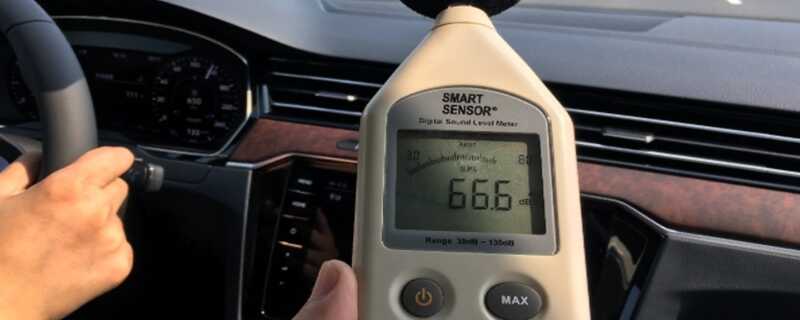 SMART
SENSOR®
Digital Sound Level Meter
30
80
66.6
dB
Range 30dB ~ 130dB
MAX